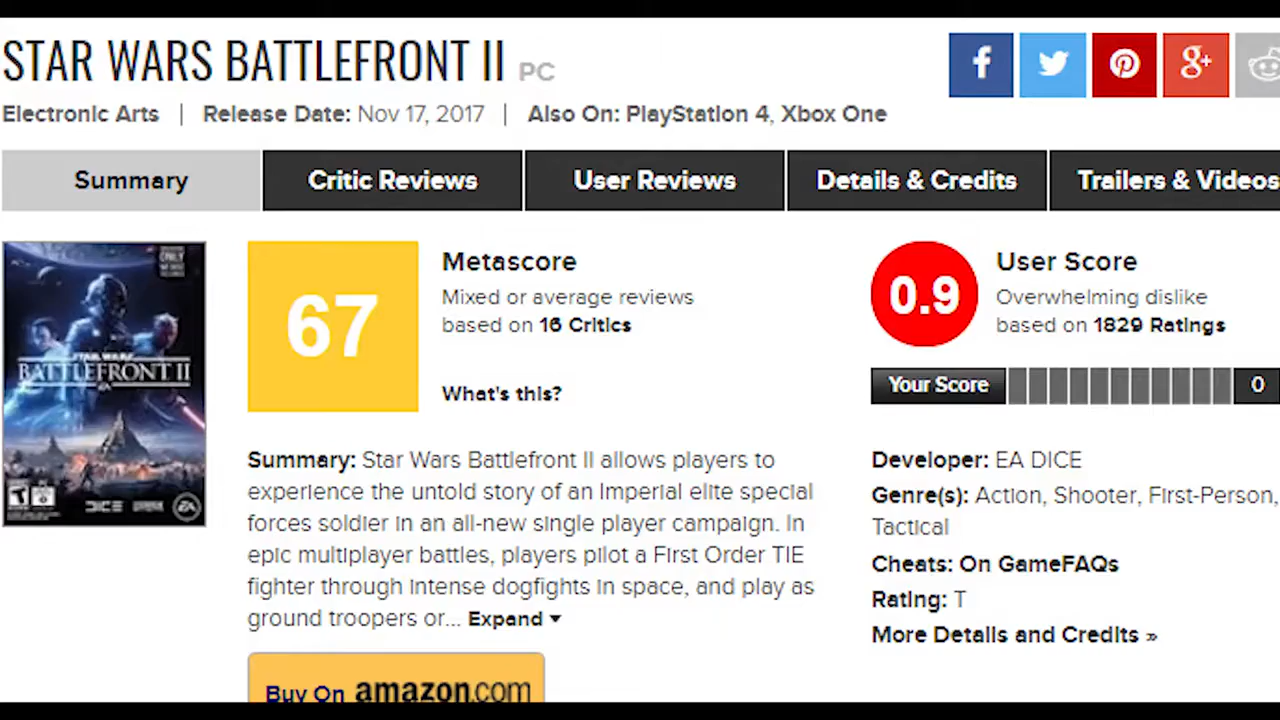 STAR WARS BATTLEFRONT II PC
Electronic Arts | Release Date: Nov 17, 2017 | Also On: PlayStation 4, Xbox One
Summary Critic Reviews User Reviews Details & Credits Trailers & Videos
STAR WARS
BATTLEFRONT II
DICE
EA
67
Metascore
Mixed or average reviews
based on 16 Critics
What's this?
0.9
User Score
Overwhelming dislike
based on 1829 Ratings
Your Score 0
Summary: Star Wars Battlefront II allows players to
experience the untold story of an Imperial elite special
forces soldier in an all-new single player campaign. In
epic multiplayer battles, players pilot a First Order TIE
fighter through intense dogfights in space, and play as
ground troopers or... Expand
Buy On amazon.com
Developer: EA DICE
Genre(s): Action, Shooter, First-Person,
Tactical
Cheats: On GameFAQs
Rating: T
More Details and Credits »